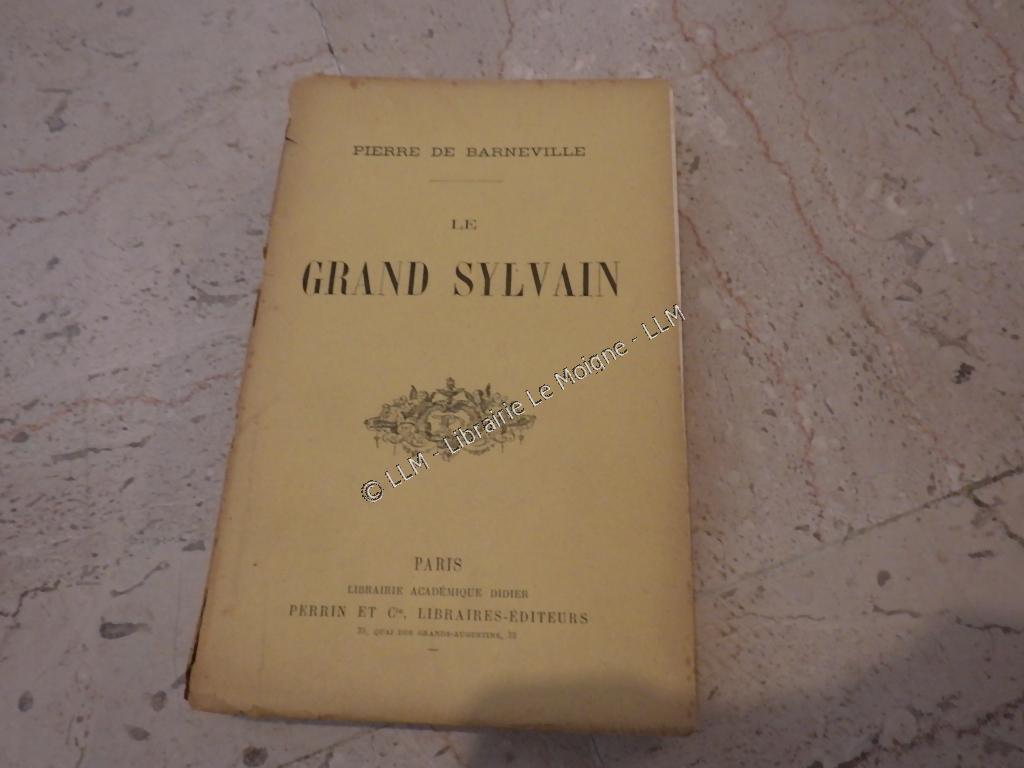 PIERRE DE BARNEVILLE
LE
GRAND SYLVAIN
© LLM - Librairie Le Moigne - LLM
PARIS
LIBRAIRIE ACADÉMIQUE DIDIER
PERRIN ET Cie, LIBRAIRES-ÉDITEURS
35, QUAI DES GRANDS-AUGUSTINS, 35